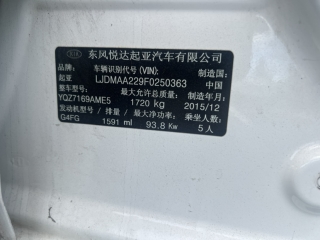 KIA 东风悦达起亚汽车有限公司
品牌: 车辆识别代号(VIN): 制造国:
起亚 LJDMAA229F0250363 中国
整车型号: 最大允许总质量: 制造年月:
YQZ7169AME5 1720 kg 2015/12
发动机型号 / 排量 / 最大净功率: 乘坐人数:
G4FG 1591 ml 93.8 Kw 5人